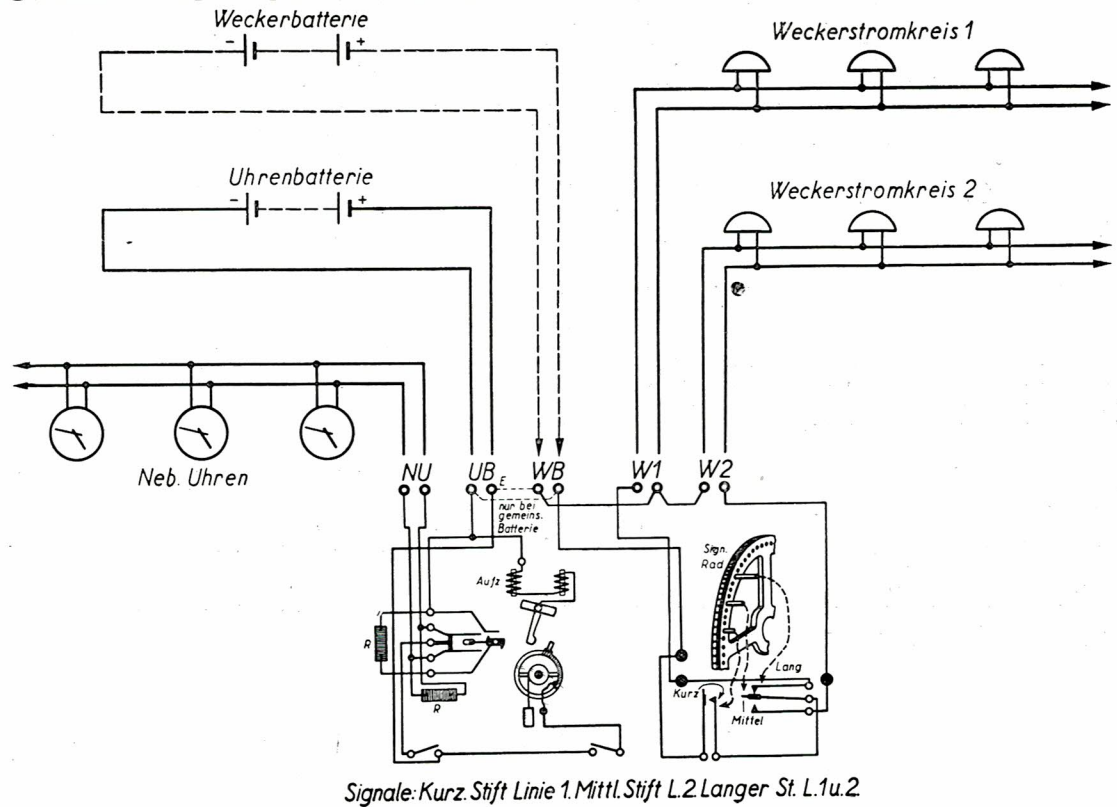 Weckerbatterie
- +
Weckerstromkreis 1
Uhrenbatterie
- +
Weckerstromkreis 2
Neb. Uhren
NU UB E WB W1 W2
nur bei
gemeins.
Batterie
Sign.
Rad
Aufz
R
R
Lang
Kurz
Mittel
Signale: Kurz. Stift Linie 1. Mittl. Stift L.2 Langer St. L.1 u. 2.